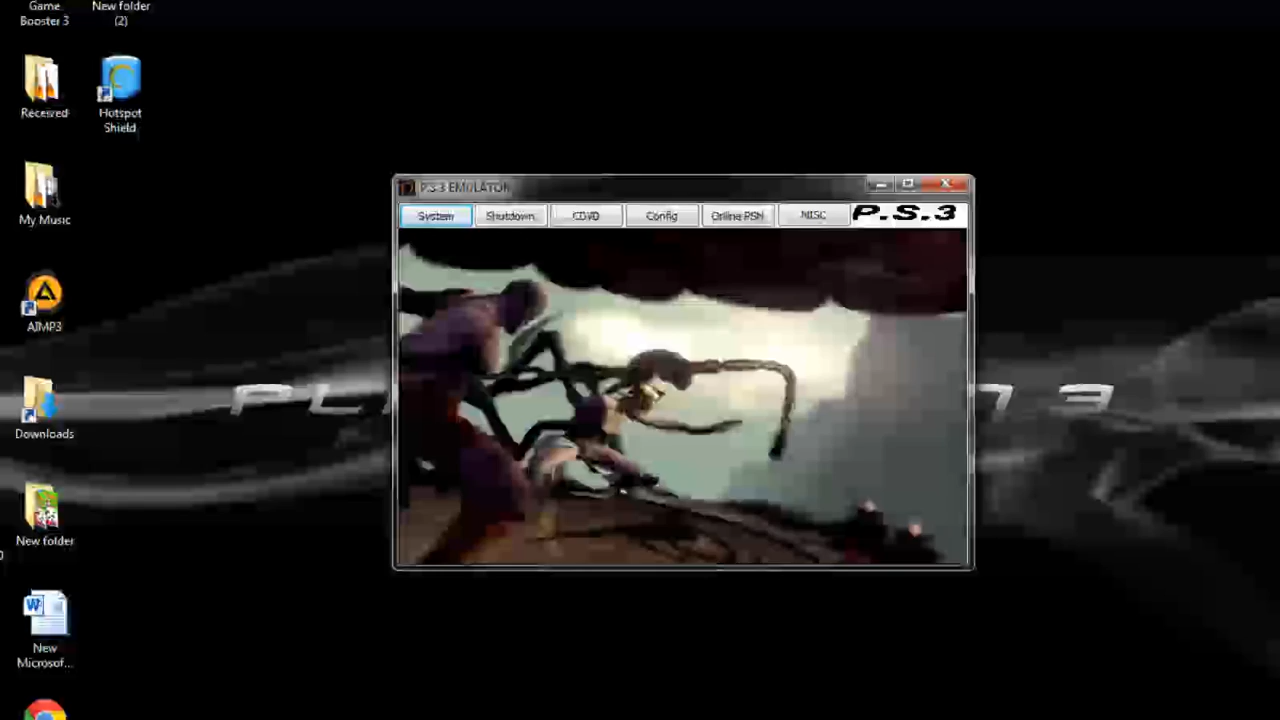 Game
Booster 3
New folder
(2)
Received
Hotspot
Shield
My Music
AIMP3
Downloads
New folder
New
Microsof...
P.S.3 EMULATOR
System
Shutdown
CDVD
Config
Online PSN
MISC
P.S.3
3